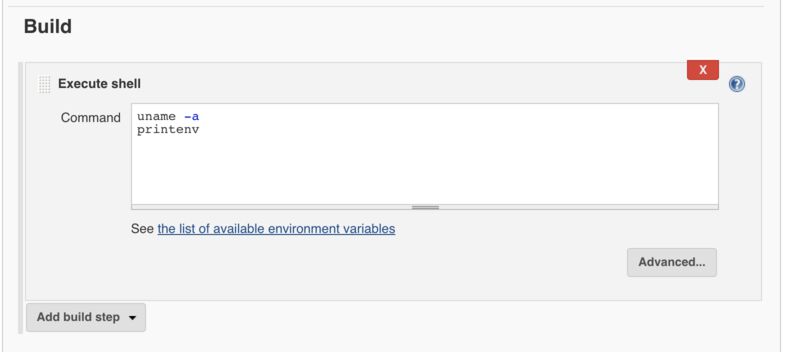 Build
X
Execute shell
?
Command
uname -a
printenv
See the list of available environment variables
Advanced...
Add build step